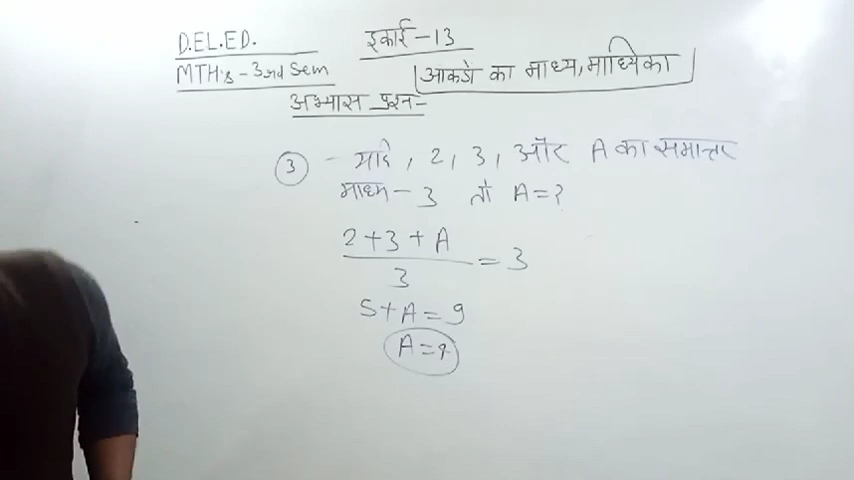 D.EL.ED. इकाई-13
MTH's - 3rd Sem आकडो का माध्य, माध्यिका
अभ्यास प्रश्न-
③ - यदि, 2, 3, और A का समान्तर
माध्य - 3 तो A=?
2+3+A
3
= 3
5+A=9
A=4